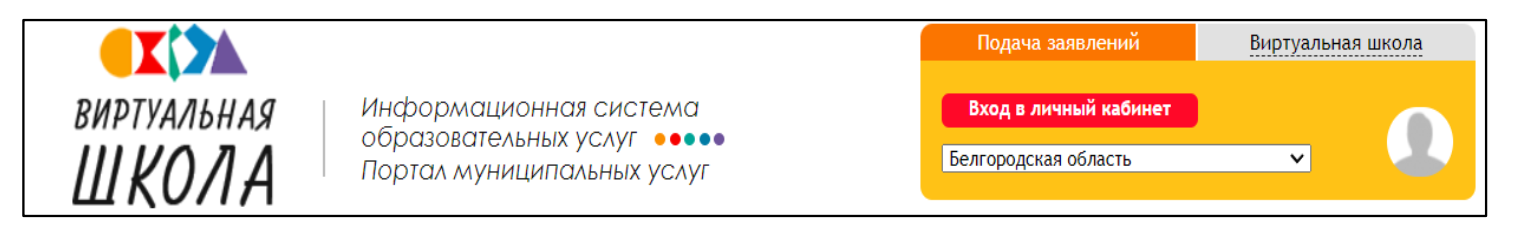 ВИРТУАЛЬНАЯ
ШКОЛА
Информационная система
образовательных услуг
Портал муниципальных услуг
Подача заявлений
Виртуальная школа
Вход в личный кабинет
Белгородская область